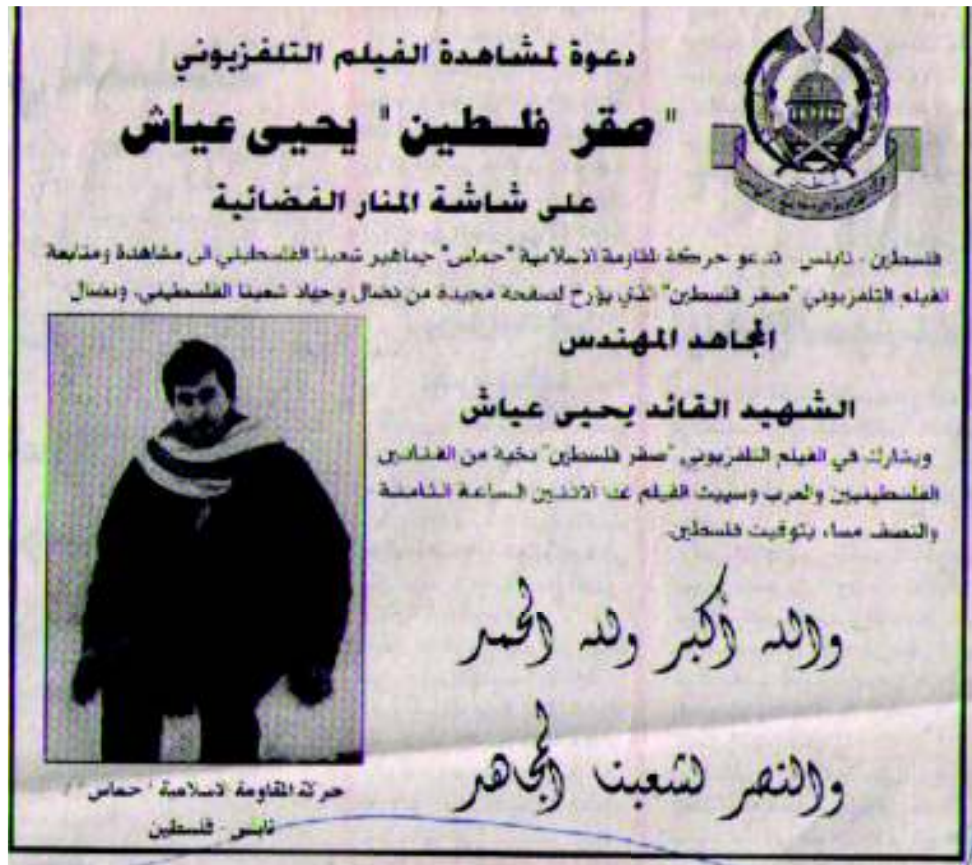 دعوة لمشاهدة الفيلم التلفزيوني
"صقر فلسطين" يحيى عياش
على شاشة المنار الفضائية
فلسطين - نابلس - تدعو حركة المقاومة الاسلامية "حماس" جماهير شعبنا الفلسطيني الى مشاهدة ومتابعة
الفيلم التلفزيوني "صقر فلسطين" الذي يؤرخ لصفحة مجيدة من نضال وجهاد شعبنا الفلسطيني، ونضال
المجاهد المهندس
الشهيد القائد يحيى عياش
ويشارك في الفيلم التلفزيوني "صقر فلسطين" نخبة من الفنانين
الفلسطينيين والعرب وسيبث الفيلم غدا الاثنين الساعة الثامنة
والنصف مساء بتوقيت فلسطين.
والله أكبر ولله الحمد
والنصر لشعبنا المجاهد
حركة المقاومة الاسلامية "حماس"
نابلس - فلسطين